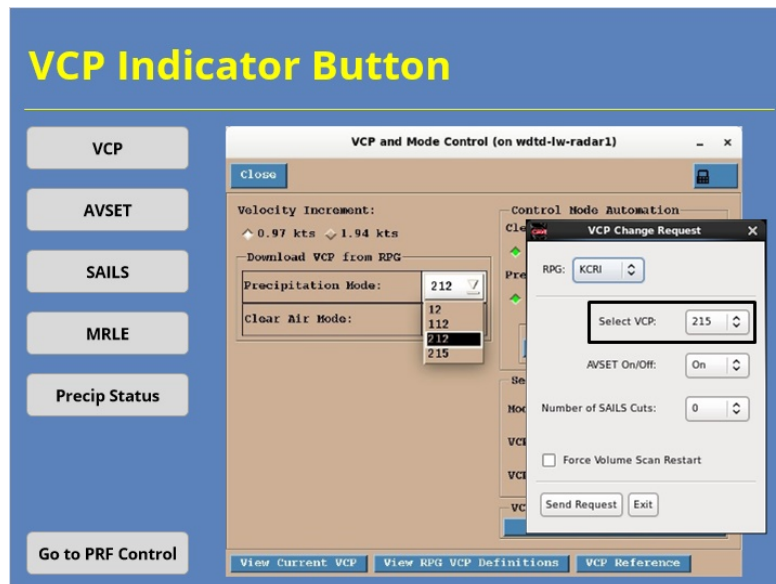 VCP Indicator Button
VCP
AVSET
SAILS
MRLE
Precip Status
Go to PRF Control
VCP and Mode Control (on wdtd-lw-radar1)
Close
Velocity Increment:
0.97 kts 1.94 kts
Download VCP from RPG
Precipitation Mode: 212
12
112
212
215
Clear Air Mode:
Control Mode Automation
Cle
Pre
Se
Mod
VCP
VC
View Current VCP
View RPG VCP Definitions
VCP Reference
VCP Change Request
RPG: KCRI
Select VCP: 215
AVSET On/Off: On
Number of SAILS Cuts: 0
Force Volume Scan Restart
Send Request Exit